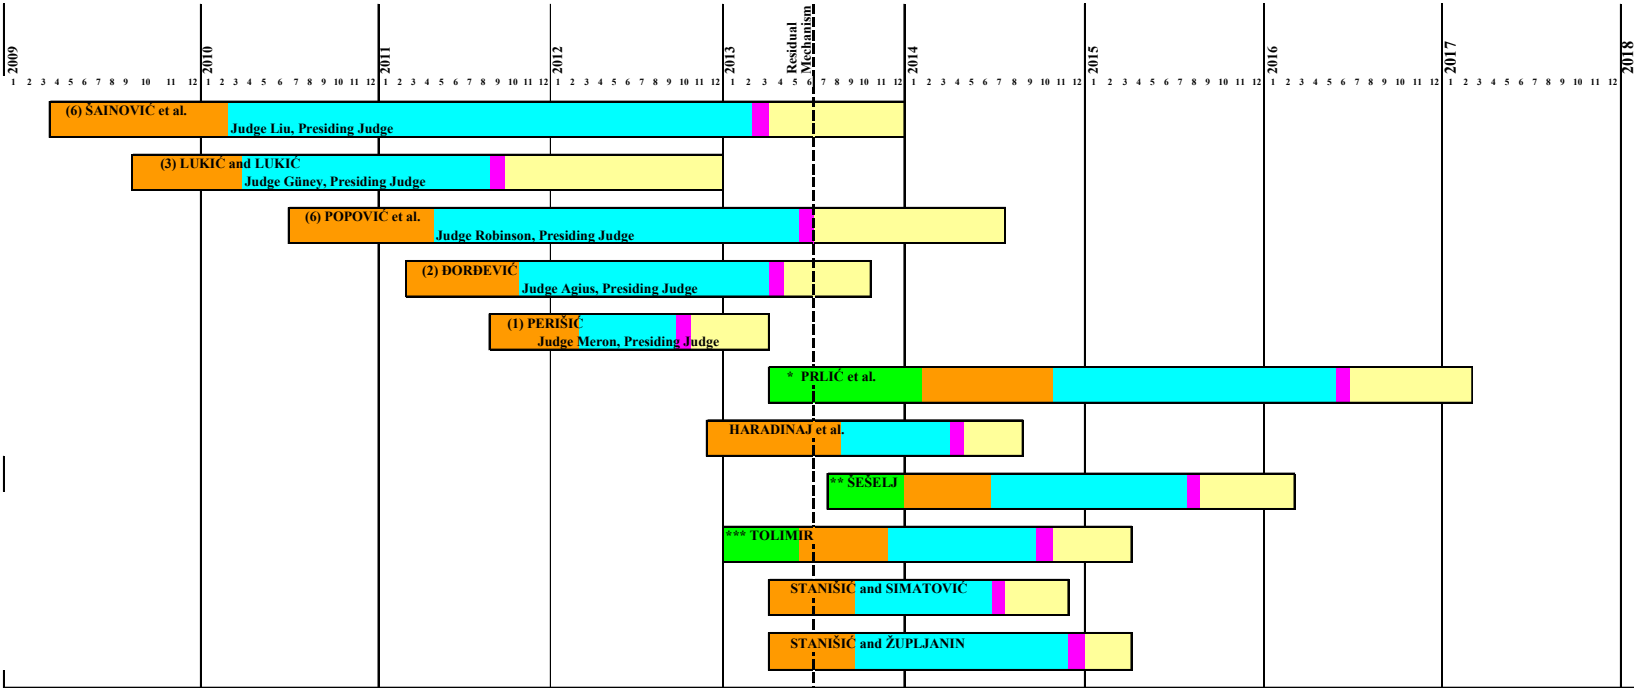 2009 2010 2011 2012 2013 Residual Mechanism 2014 2015 2016 2017 2018
1 2 3 4 5 6 7 8 9 10 11 12 1 2 3 4 5 6 7 8 9 10 11 12 1 2 3 4 5 6 7 8 9 10 11 12 1 2 3 4 5 6 7 8 9 10 11 12 1 2 3 4 5 6 7 8 9 10 11 12 1 2 3 4 5 6 7 8 9 10 11 12 1 2 3 4 5 6 7 8 9 10 11 12 1 2 3 4 5 6 7 8 9 10 11 12 1 2 3 4 5 6 7 8 9 10 11 12
(6) ŠAINOVIĆ et al.
Judge Liu, Presiding Judge
(3) LUKIĆ and LUKIĆ
Judge Güney, Presiding Judge
(6) POPOVIĆ et al.
Judge Robinson, Presiding Judge
(2) ĐORĐEVIĆ
Judge Agius, Presiding Judge
(1) PERIŠIĆ
Judge Meron, Presiding Judge
* PRLIĆ et al.
HARADINAJ et al.
** ŠEŠELJ
*** TOLIMIR
STANIŠIĆ and SIMATOVIĆ
STANIŠIĆ and ŽUPLJANIN